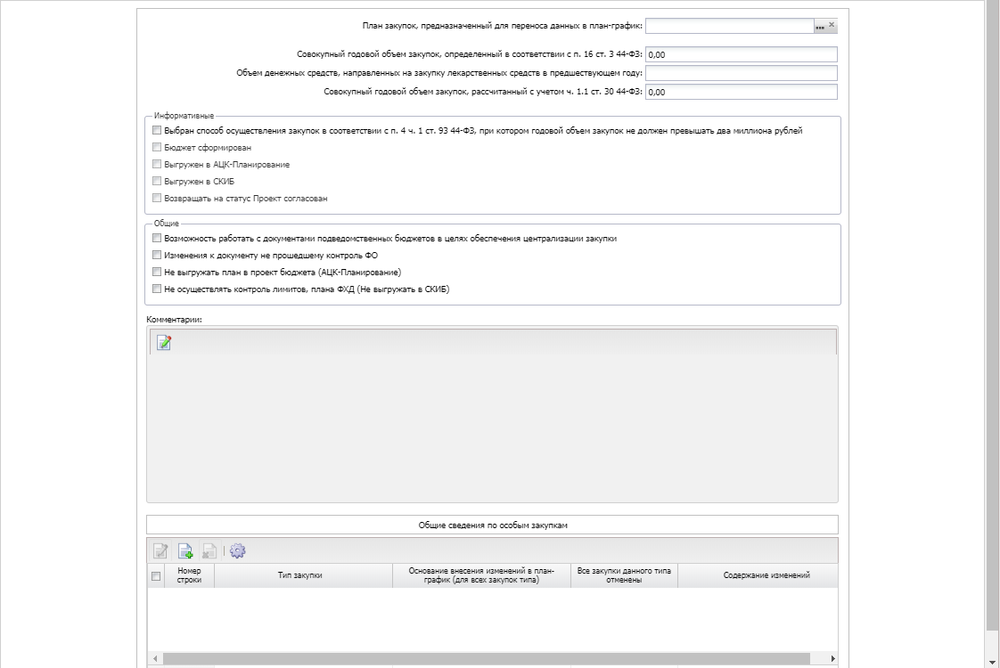 План закупок, предназначенный для переноса данных в план-график:
Совокупный годовой объем закупок, определенный в соответствии с п. 16 ст. 3 44-ФЗ: 0,00
Объем денежных средств, направленных на закупку лекарственных средств в предшествующем году:
Совокупный годовой объем закупок, рассчитанный с учетом ч. 1.1 ст. 30 44-ФЗ: 0,00
Информативные
Выбран способ осуществления закупок в соответствии с п. 4 ч. 1 ст. 93 44-ФЗ, при котором годовой объем закупок не должен превышать два миллиона рублей
Бюджет сформирован
Выгружен в АЦК-Планирование
Выгружен в СКИБ
Возвращать на статус Проект согласован
Общие
Возможность работать с документами подведомственных бюджетов в целях обеспечения централизации закупки
Изменения к документу не прошедшему контроль ФО
Не выгружать план в проект бюджета (АЦК-Планирование)
Не осуществлять контроль лимитов, плана ФХД (Не выгружать в СКИБ)
Комментарии:
Общие сведения по особым закупкам
Номер
строки
Тип закупки
Основание внесения изменений в план-
график (для всех закупок типа)
Все закупки данного типа
отменены
Содержание изменений